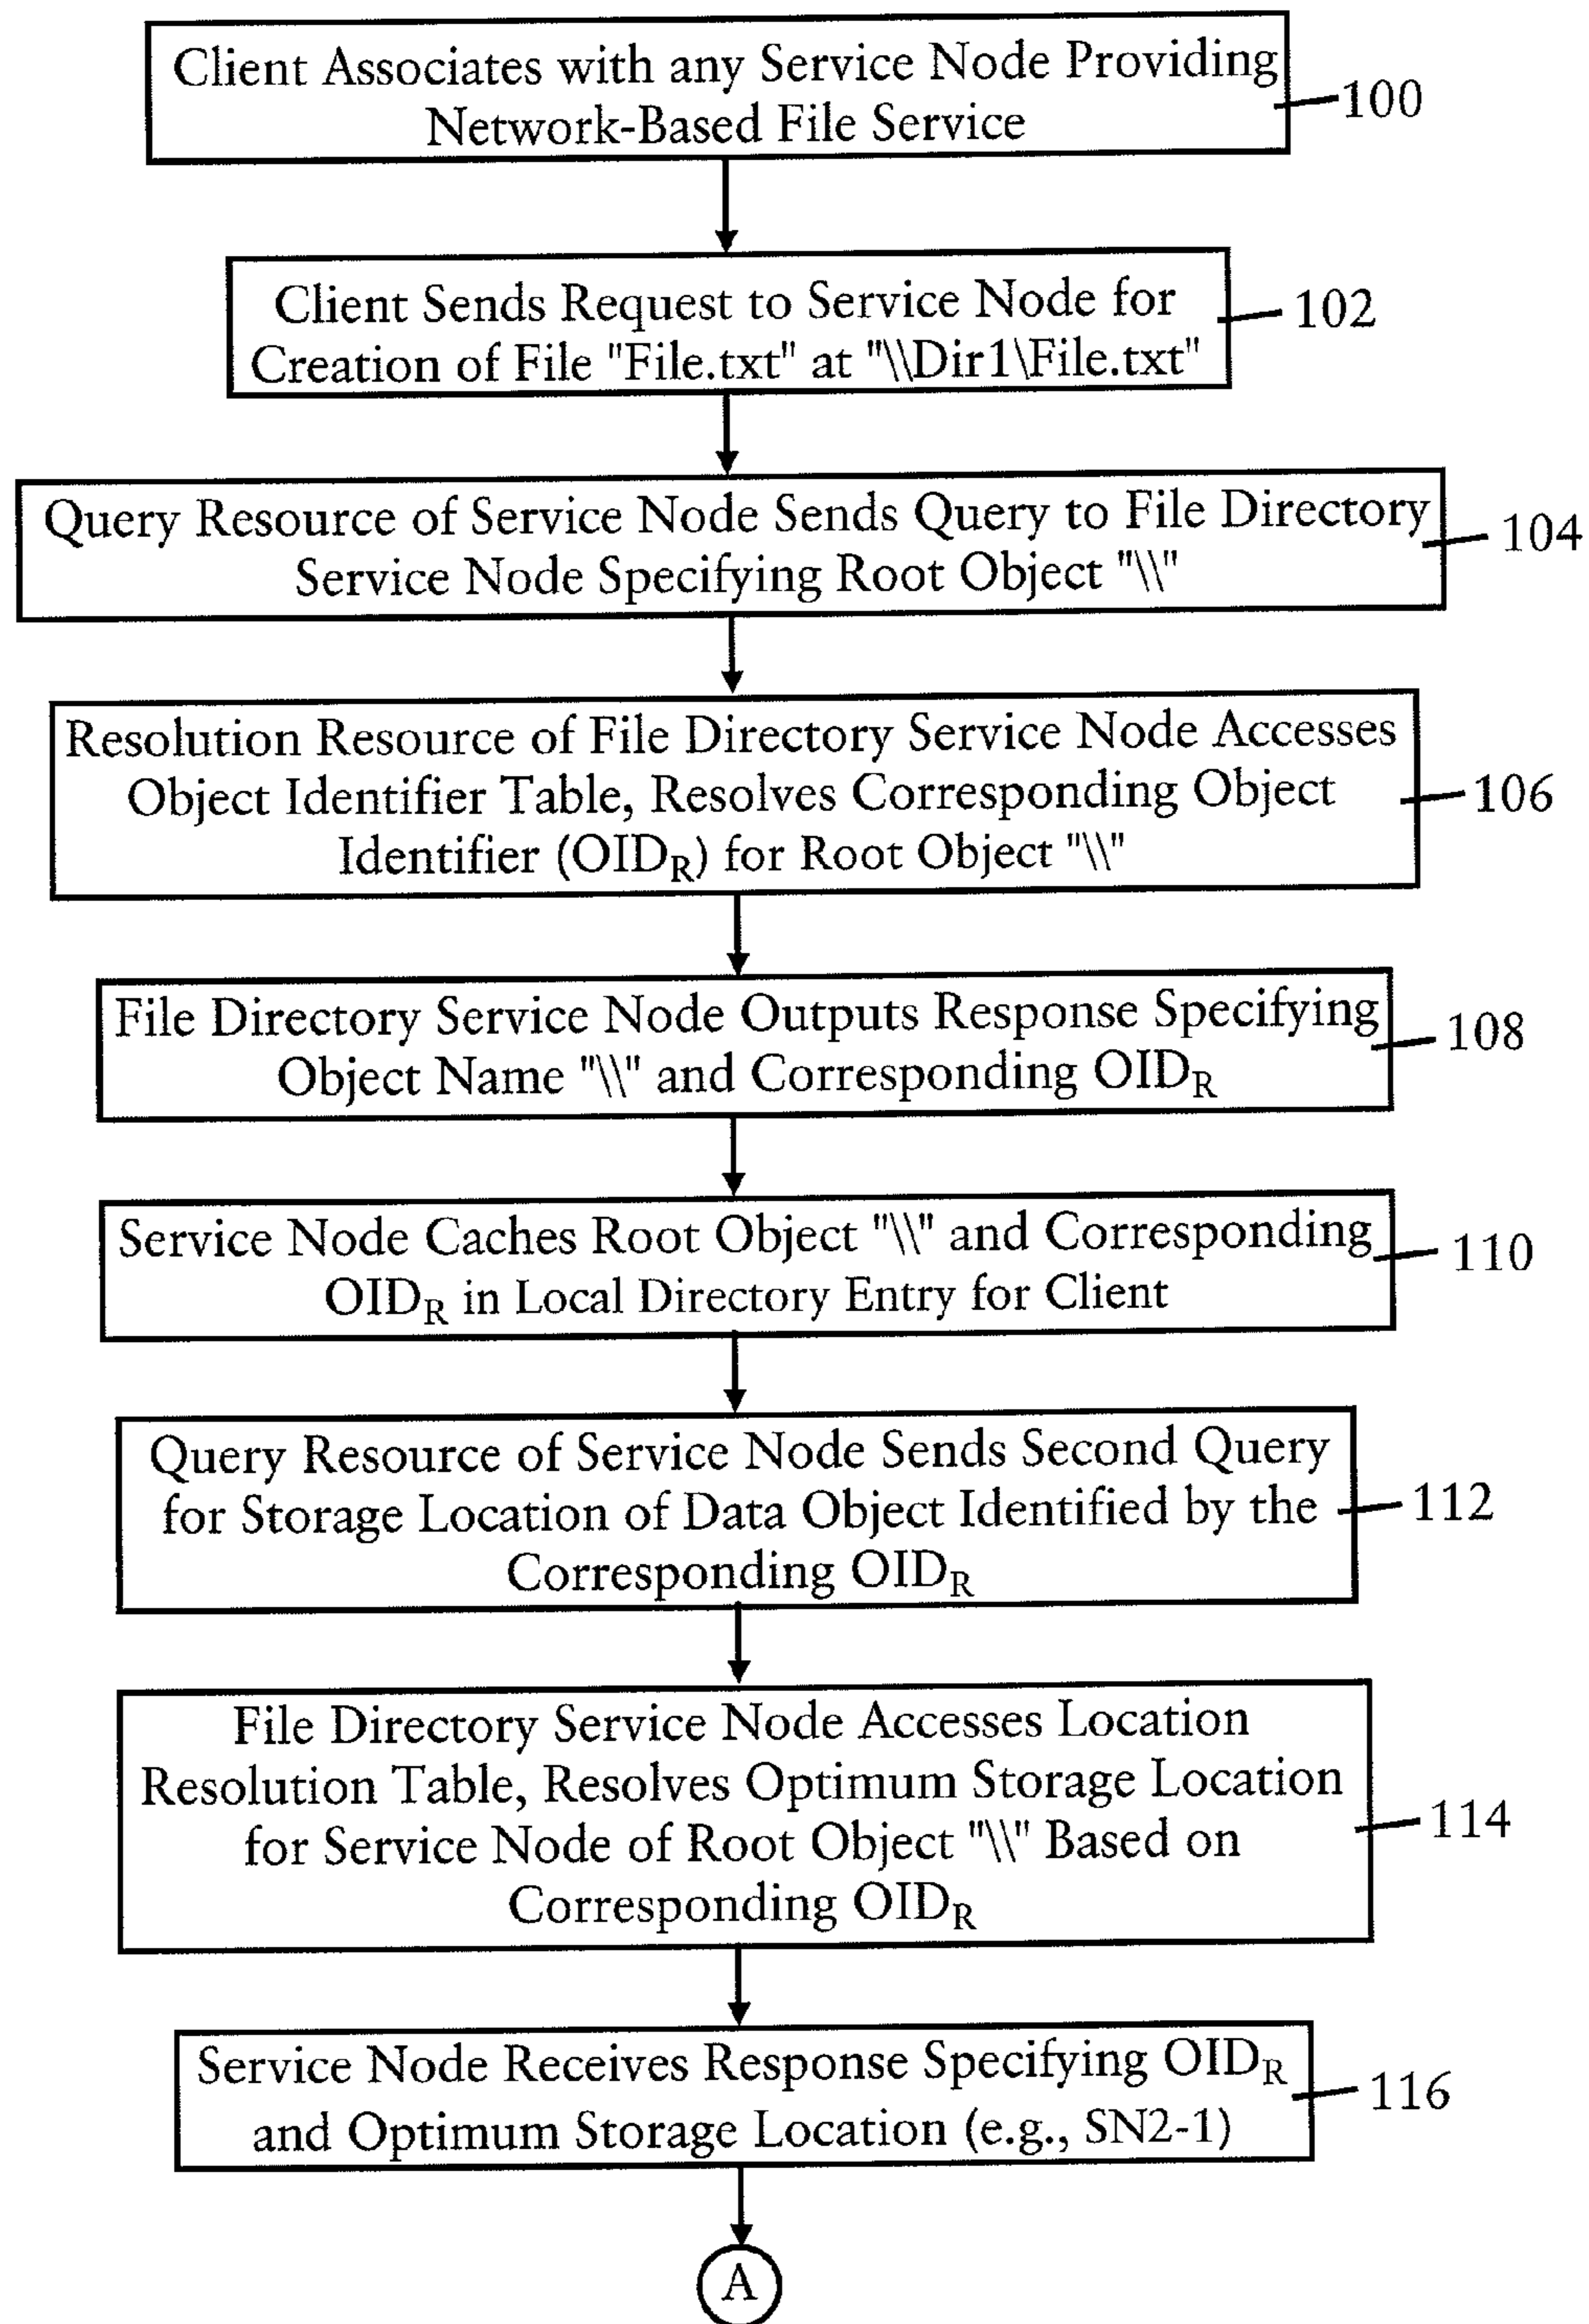 Client Associates with any Service Node Providing
Network-Based File Service
100
Client Sends Request to Service Node for
Creation of File "File.txt" at "\\Dir1\File.txt"
102
Query Resource of Service Node Sends Query to File Directory
Service Node Specifying Root Object "\\"
104
Resolution Resource of File Directory Service Node Accesses
Object Identifier Table, Resolves Corresponding Object
Identifier (OIDR) for Root Object "\\"
106
File Directory Service Node Outputs Response Specifying
Object Name "\\" and Corresponding OIDR
108
Service Node Caches Root Object "\\" and Corresponding
OIDR in Local Directory Entry for Client
110
Query Resource of Service Node Sends Second Query
for Storage Location of Data Object Identified by the
Corresponding OIDR
112
File Directory Service Node Accesses Location
Resolution Table, Resolves Optimum Storage Location
for Service Node of Root Object "\\" Based on
Corresponding OIDR
114
Service Node Receives Response Specifying OIDR
and Optimum Storage Location (e.g., SN2-1)
116
A